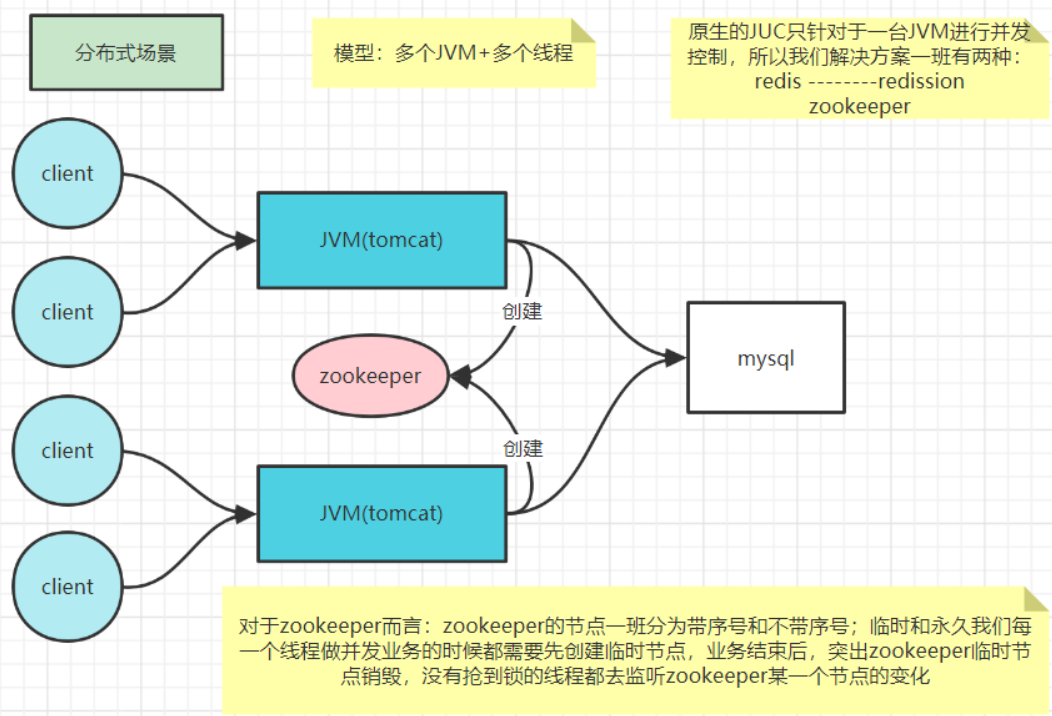 分布式场景
模型：多个JVM+多个线程
原生的JUC只针对于一台JVM进行并发
控制，所以我们解决方案一班有两种：
redis --------redission
zookeeper
client
JVM(tomcat)
client
创建
mysql
zookeeper
client
创建
JVM(tomcat)
client
对于zookeeper而言：zookeeper的节点一班分为带序号和不带序号；临时和永久我们每
一个线程做并发业务的时候都需要先创建临时节点，业务结束后，突出zookeeper临时节
点销毁，没有抢到锁的线程都去监听zookeeper某一个节点的变化